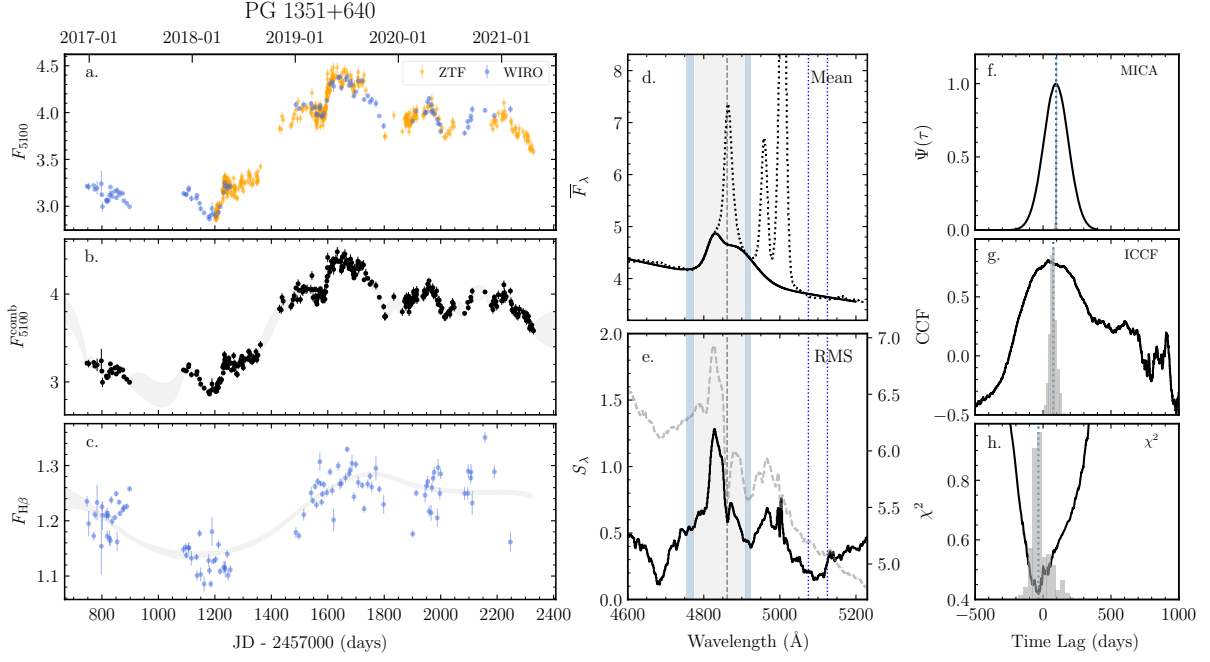 PG 1351+640
2017-01 2018-01 2019-01 2020-01 2021-01
a.
ZTF WIRO
4.5
4.0
3.5
3.0
F5100
b.
4
3
F^comb_5100
c.
1.3
1.2
1.1
FHβ
600 800 1000 1200 1400 1600 1800 2000 2200 2400
JD - 2457000 (days)
d.
Mean
8
7
6
5
4
F̅λ
e.
RMS
2.0
1.5
1.0
0.5
0.0
Sλ
7.0
6.5
6.0
5.5
5.0
χ²
4600 4800 5000 5200
Wavelength (Å)
f.
MICA
1.0
0.5
0.0
Ψ(τ)
g.
ICCF
0.5
0.0
−0.5
CCF
h.
χ²
0.8
0.6
0.4
−500 0 500 1000
Time Lag (days)